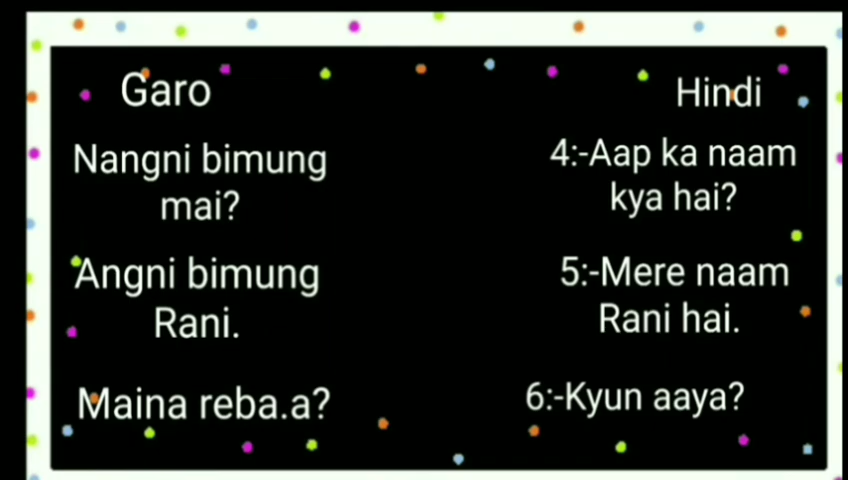 Garo
Hindi
Nangni bimung
mai?
4:-Aap ka naam
kya hai?
Angni bimung
Rani.
5:-Mere naam
Rani hai.
Maina reba.a?
6:-Kyun aaya?